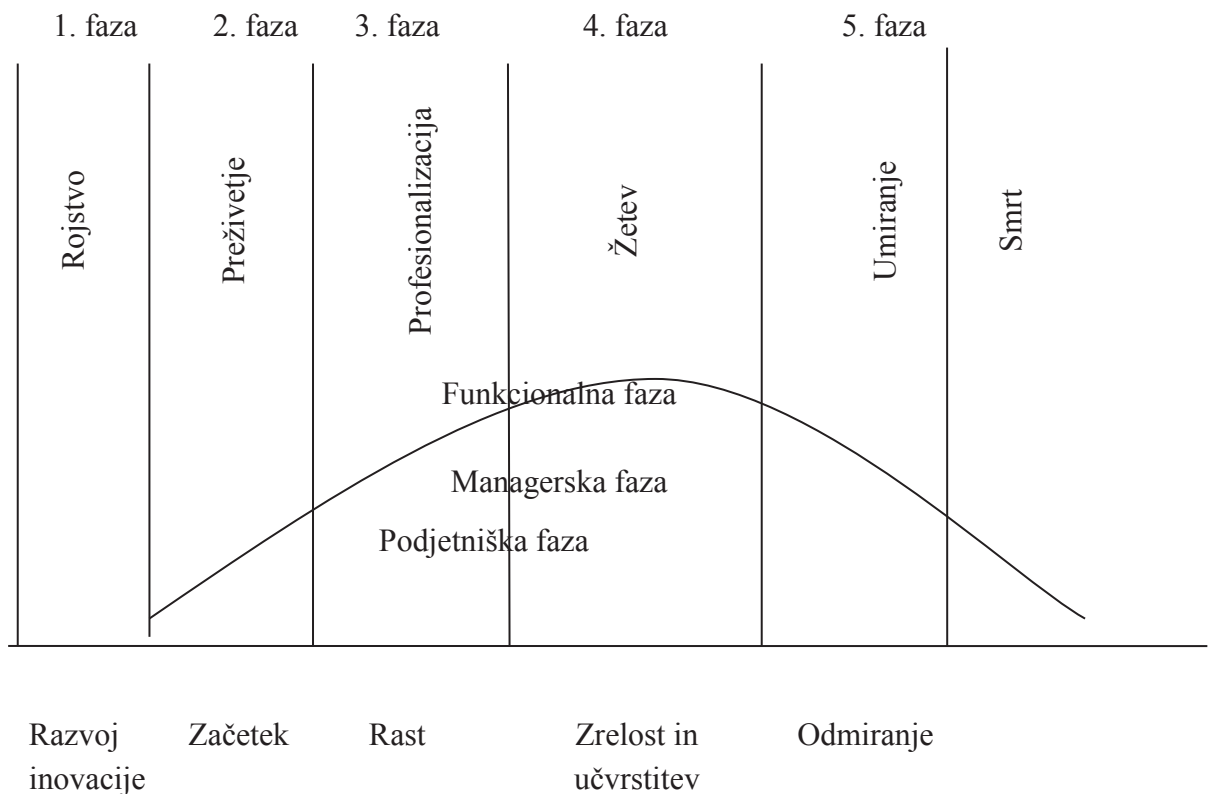 1. faza 2. faza 3. faza 4. faza 5. faza
Rojstvo
Preživetje
Profesionalizacija
Žetev
Umiranje
Smrt
Funkcionalna faza
Managerska faza
Podjetniška faza
Razvoj inovacije
Začetek
Rast
Zrelost in
učvrstitev
Odmiranje